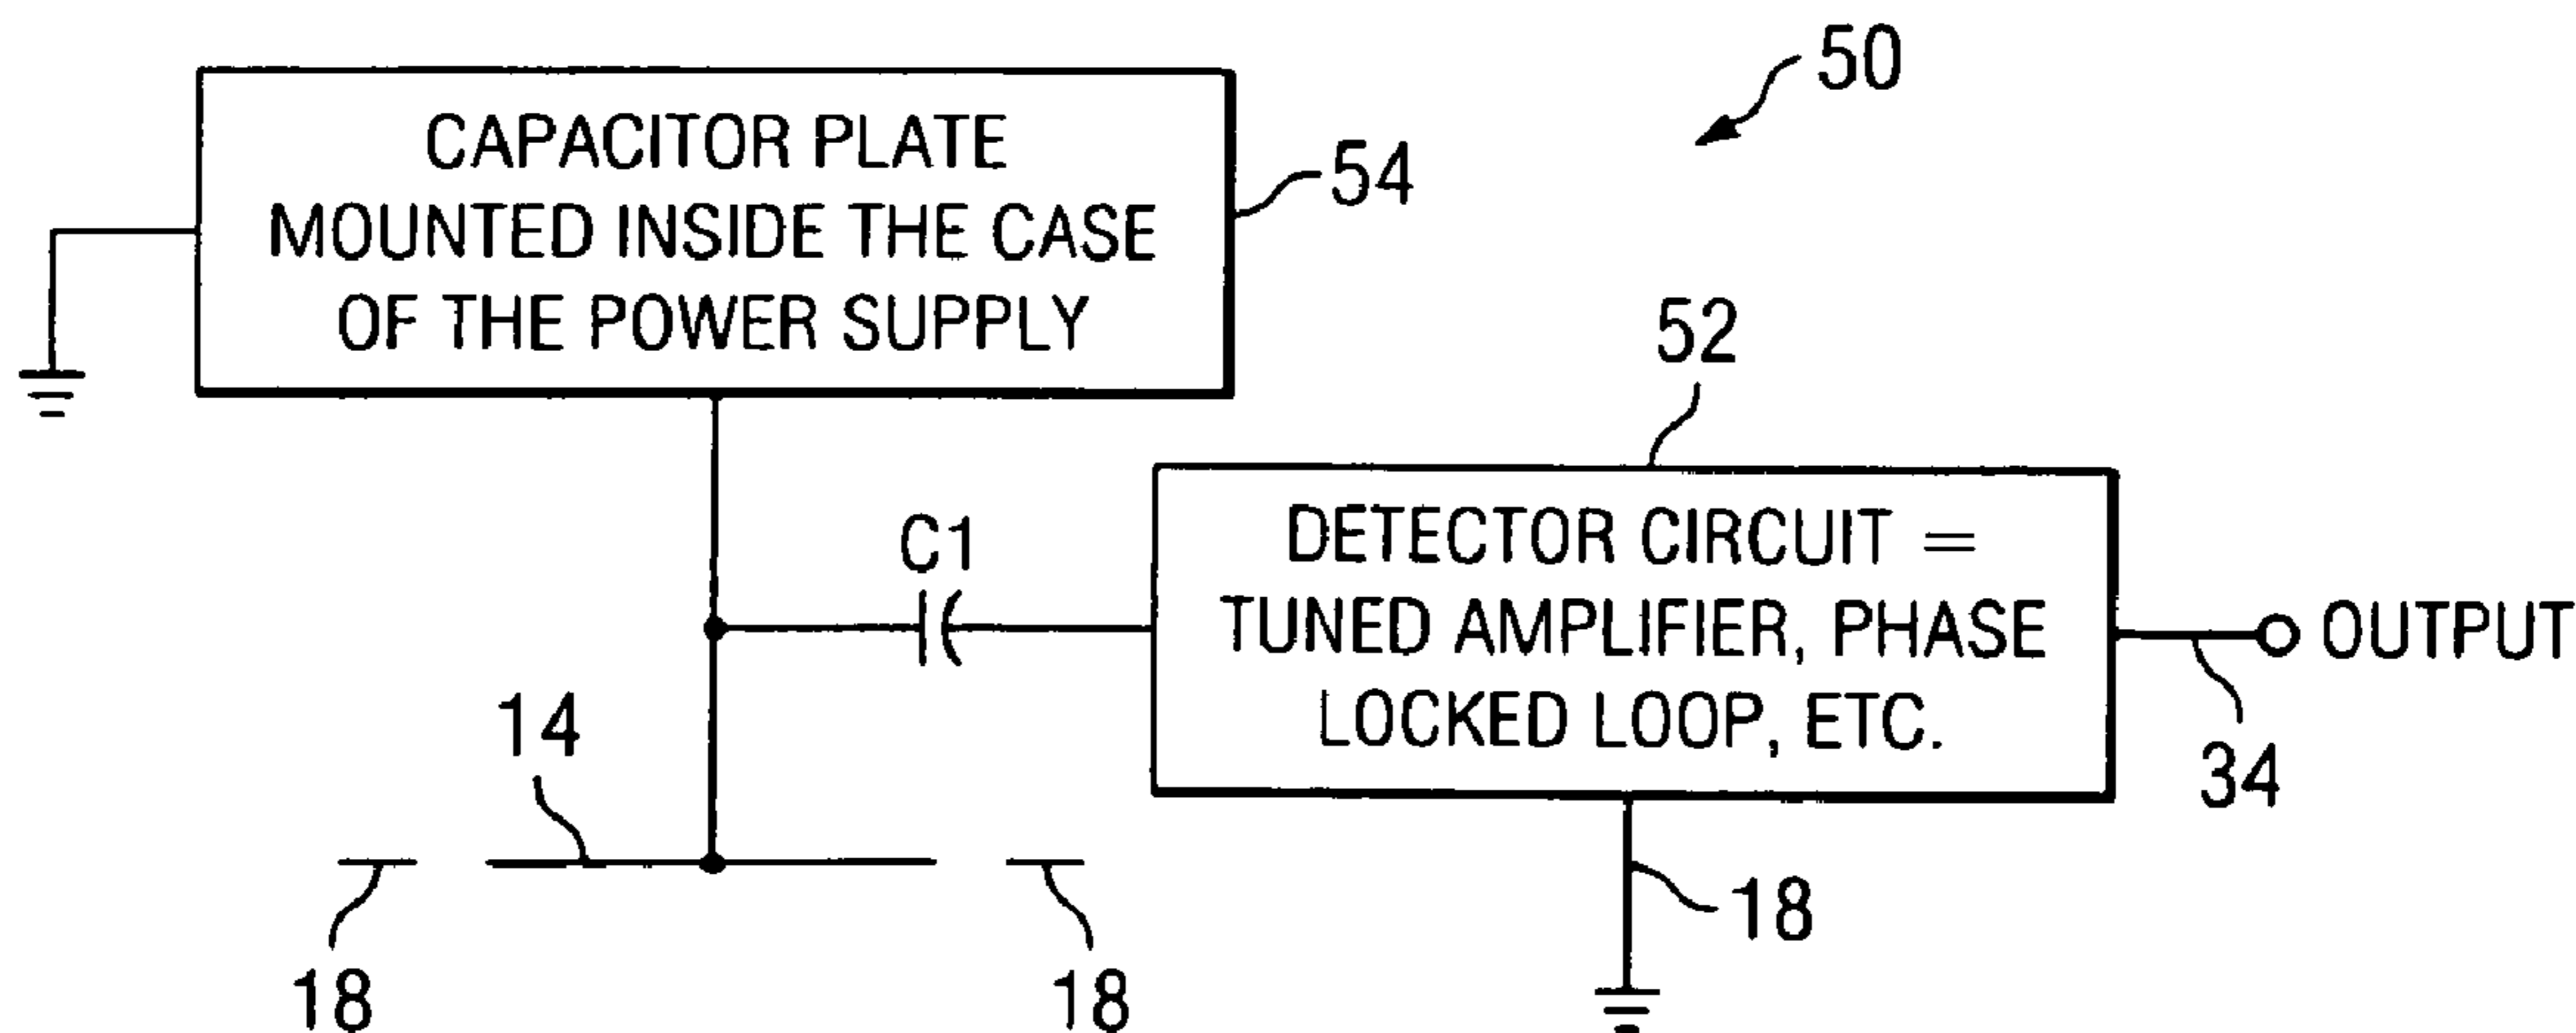 50
CAPACITOR PLATE
MOUNTED INSIDE THE CASE
OF THE POWER SUPPLY
54
52
DETECTOR CIRCUIT =
TUNED AMPLIFIER, PHASE
LOCKED LOOP, ETC.
C1
OUTPUT
34
14
18
18
18